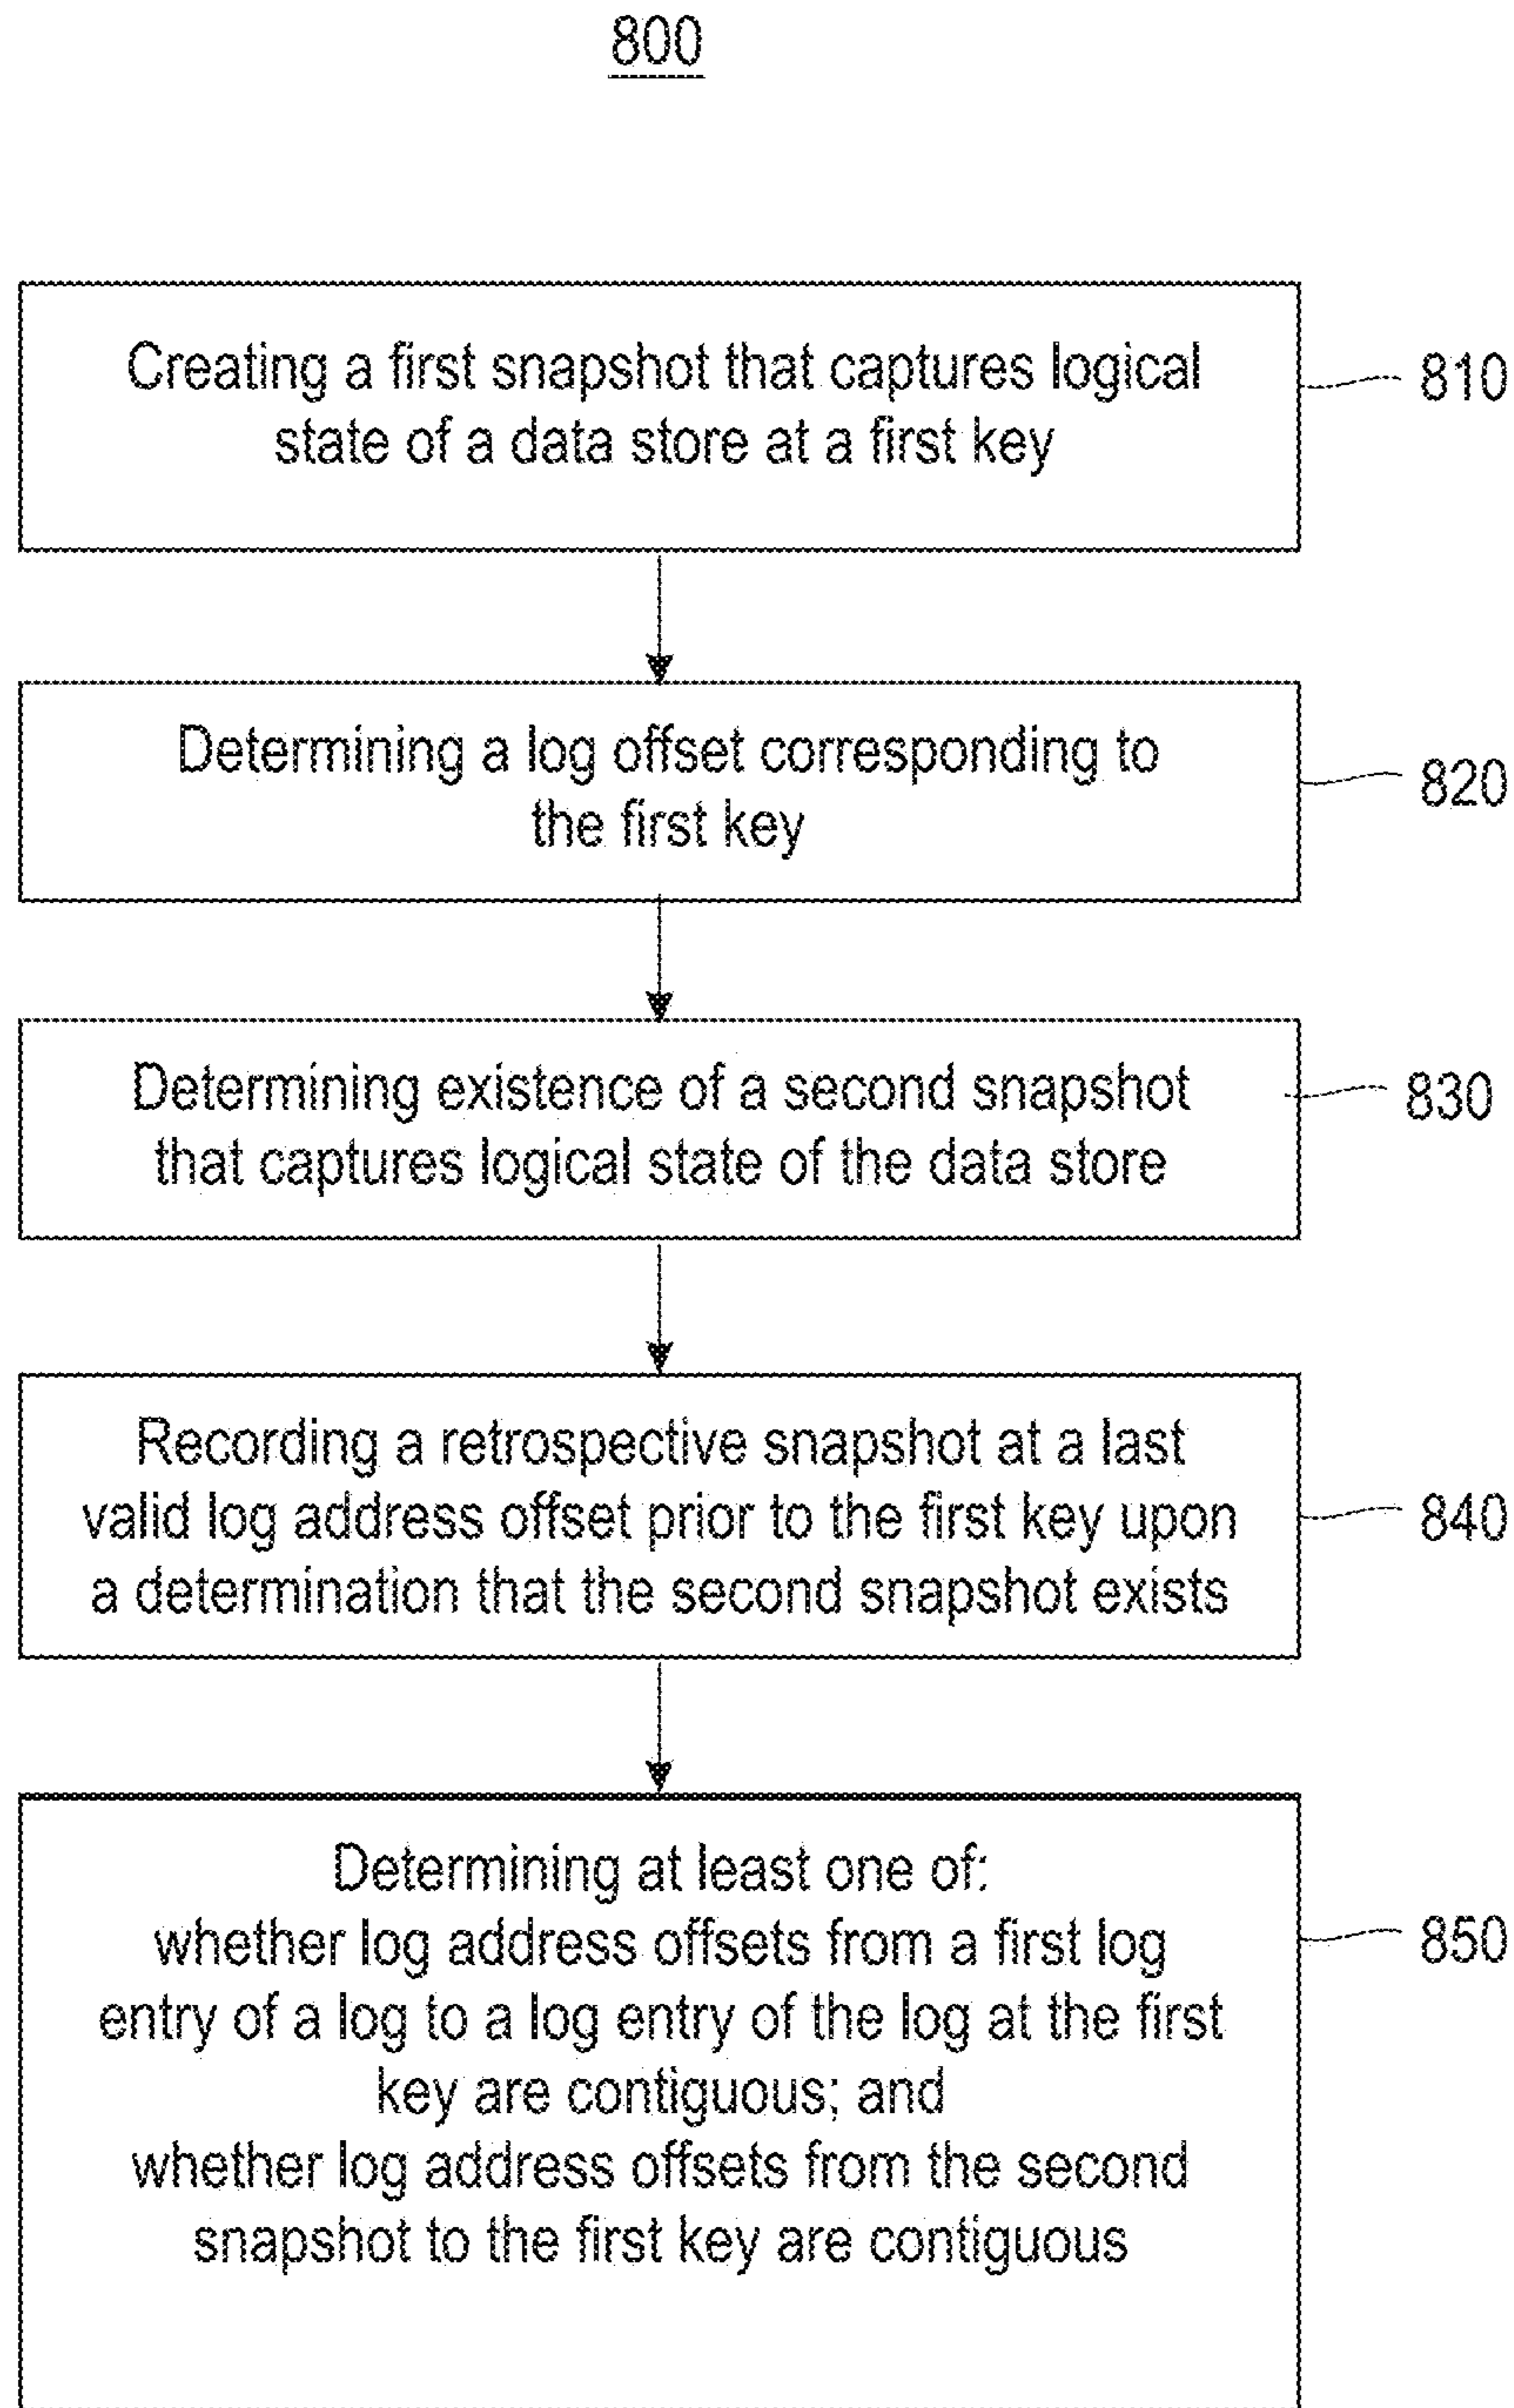 800
Creating a first snapshot that captures logical
state of a data store at a first key
810
Determining a log offset corresponding to
the first key
820
Determining existence of a second snapshot
that captures logical state of the data store
830
Recording a retrospective snapshot at a last
valid log address offset prior to the first key upon
a determination that the second snapshot exists
840
Determining at least one of:
whether log address offsets from a first log
entry of a log to a log entry of the log at the first
key are contiguous; and
whether log address offsets from the second
snapshot to the first key are contiguous
850